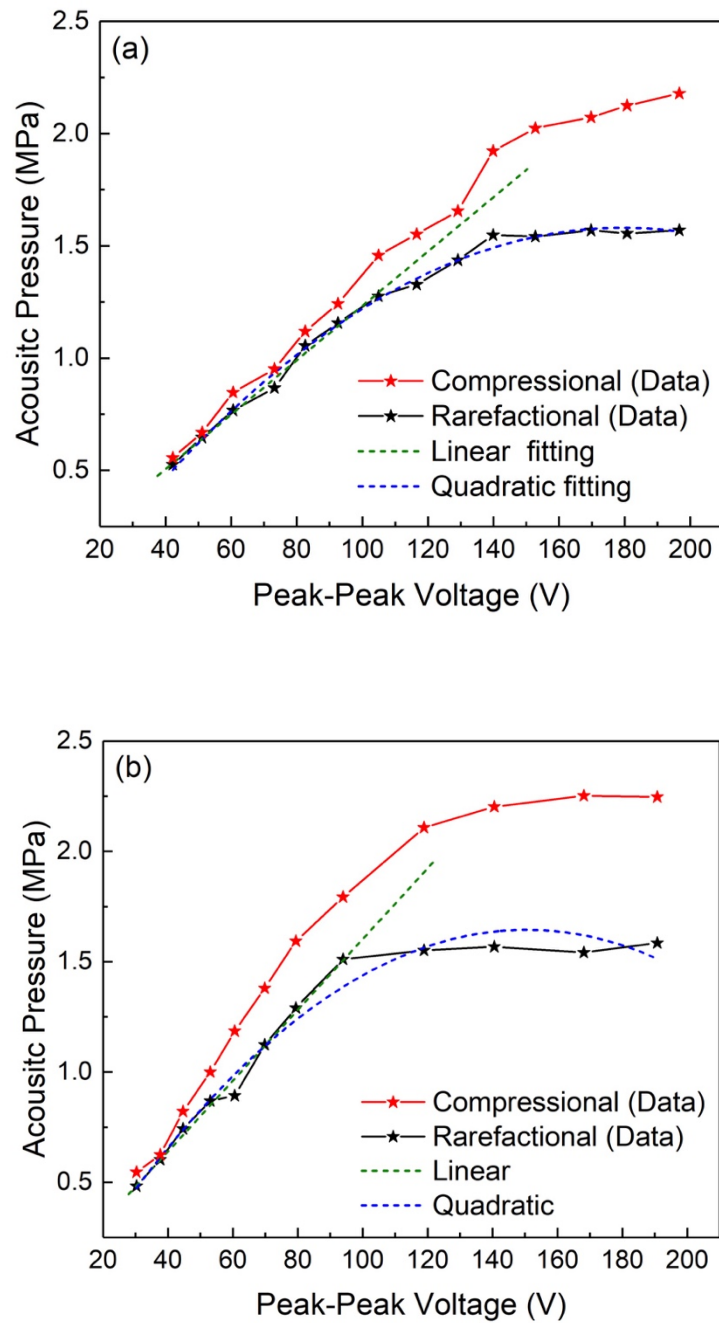 (a)
Acousitc Pressure (MPa)
2.5
2.0
1.5
1.0
0.5
Compressional (Data)
Rarefactional (Data)
Linear fitting
Quadratic fitting
20 40 60 80 100 120 140 160 180 200
Peak-Peak Voltage (V)
(b)
Acousitc Pressure (MPa)
2.5
2.0
1.5
1.0
0.5
Compressional (Data)
Rarefactional (Data)
Linear
Quadratic
20 40 60 80 100 120 140 160 180 200
Peak-Peak Voltage (V)